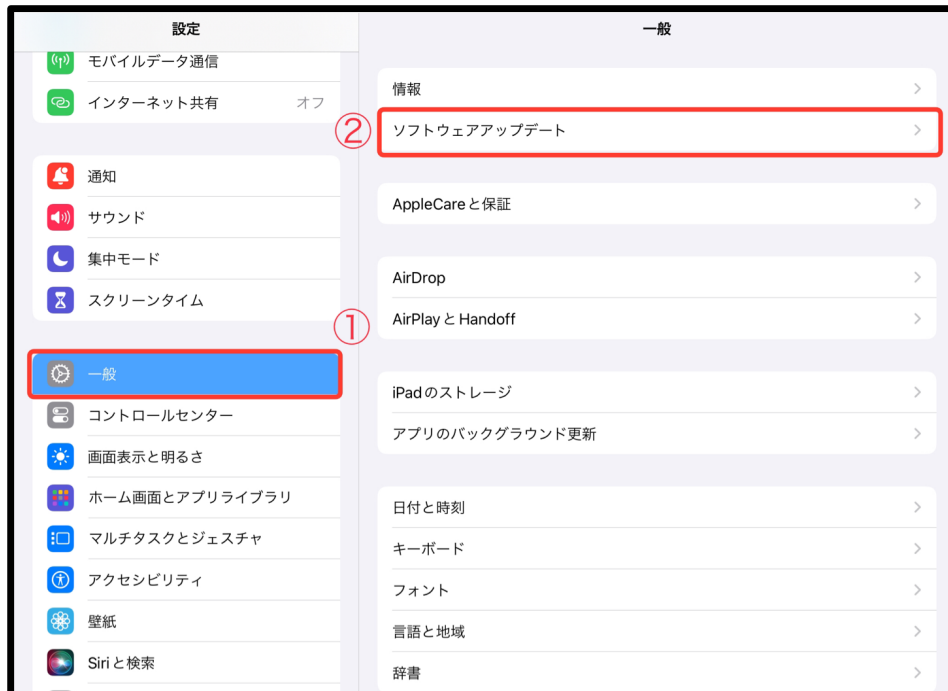 設定
モバイルデータ通信
インターネット共有 オフ
通知
サウンド
集中モード
スクリーンタイム
①
一般
コントロールセンター
画面表示と明るさ
ホーム画面とアプリライブラリ
マルチタスクとジェスチャ
アクセシビリティ
壁紙
Siriと検索
一般
情報
②
ソフトウェアアップデート
AppleCareと保証
AirDrop
AirPlayとHandoff
iPadのストレージ
アプリのバックグラウンド更新
日付と時刻
キーボード
フォント
言語と地域
辞書